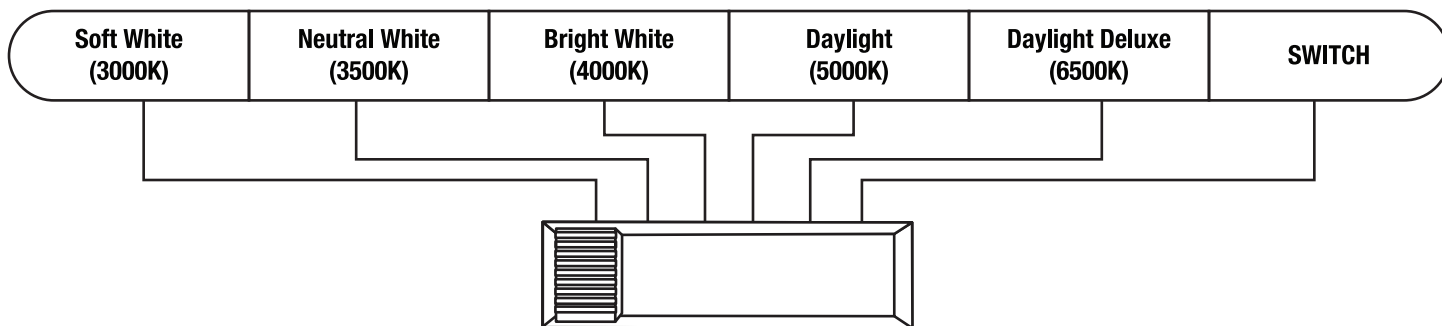 Soft White
(3000K)
Neutral White
(3500K)
Bright White
(4000K)
Daylight
(5000K)
Daylight Deluxe
(6500K)
SWITCH